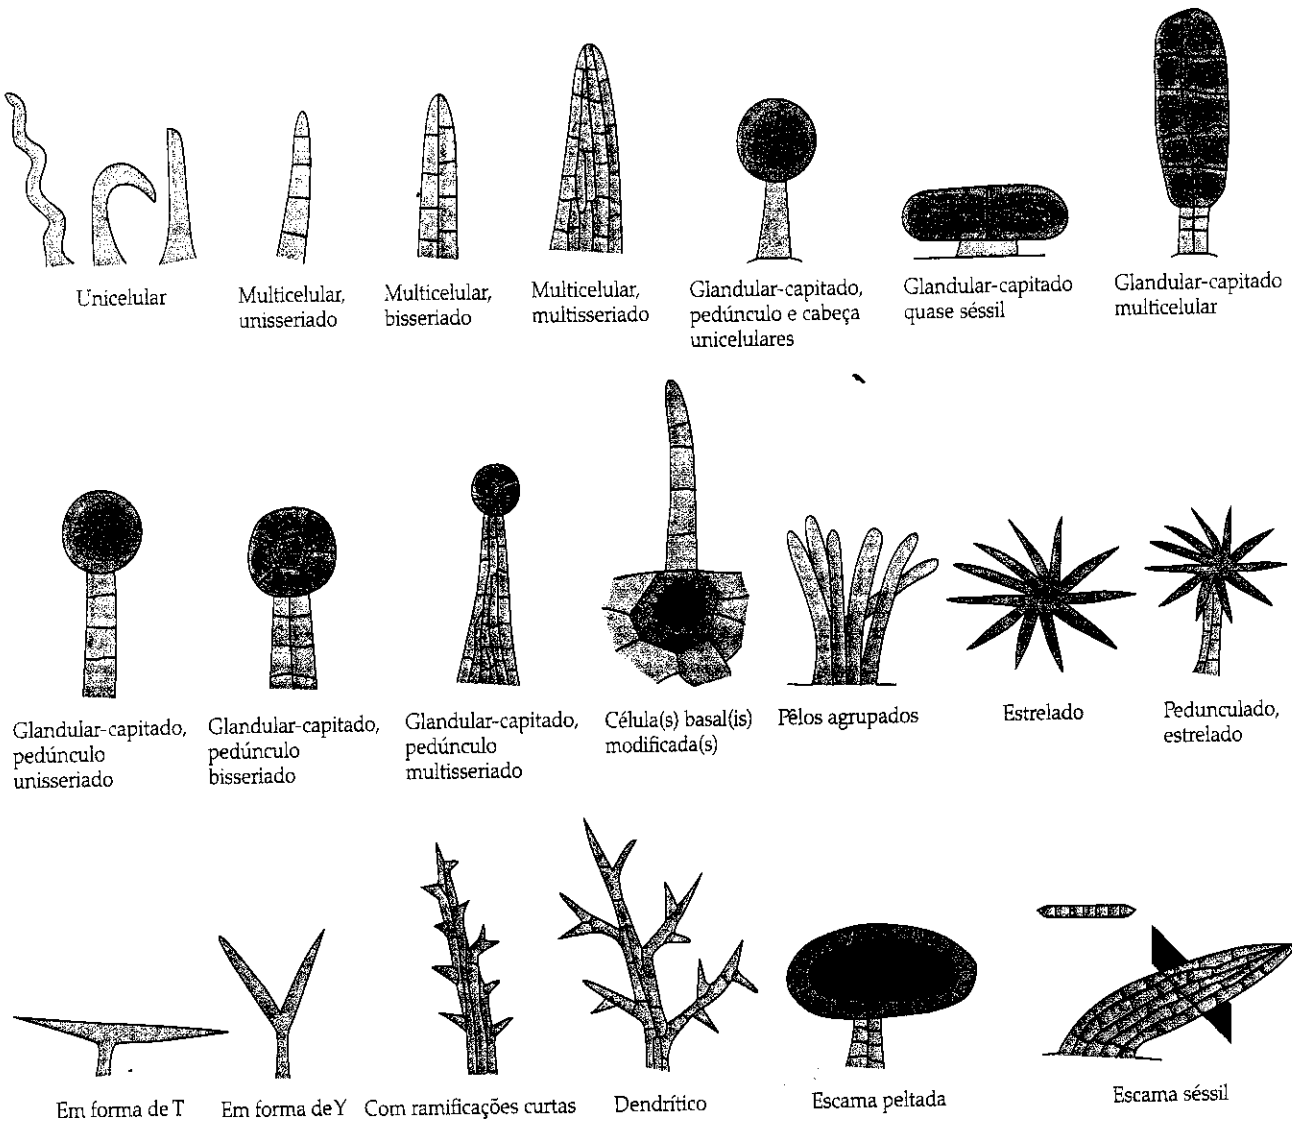 Unicelular
Multicelular,
unisseriado
Multicelular,
bisseriado
Multicelular,
multisseriado
Glandular-capitado,
pedúnculo e cabeça
unicelulares
Glandular-capitado
quase séssil
Glandular-capitado
multicelular
Glandular-capitado,
pedúnculo
unisseriado
Glandular-capitado,
pedúnculo
bisseriado
Glandular-capitado,
pedúnculo
multisseriado
Célula(s) basal(is)
modificada(s)
Pêlos agrupados
Estrelado
Pedunculado,
estrelado
Em forma de T
Em forma de Y
Com ramificações curtas
Dendrítico
Escama peltada
Escama séssil